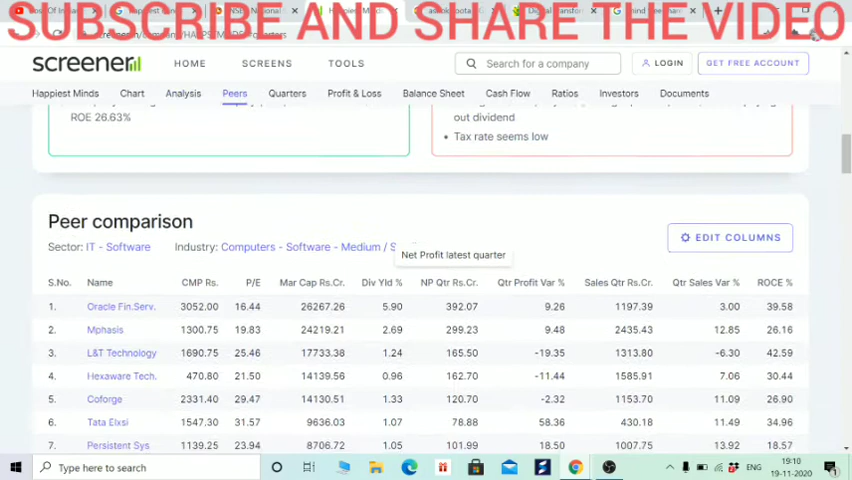 SUBSCRIBE AND SHARE THE VIDEO
screener
HOME
SCREENS
TOOLS
Search for a company
LOGIN
GET FREE ACCOUNT
Happiest Minds
Chart
Analysis
Peers
Quarters
Profit & Loss
Balance Sheet
Cash Flow
Ratios
Investors
Documents
ROE 26.63%
out dividend
• Tax rate seems low
Peer comparison
Sector: IT - Software Industry: Computers - Software - Medium /
EDIT COLUMNS
Net Profit latest quarter
S.No. Name CMP Rs. P/E Mar Cap Rs.Cr. Div Yld % NP Qtr Rs.Cr. Qtr Profit Var % Sales Qtr Rs.Cr. Qtr Sales Var % ROCE %
1. Oracle Fin.Serv. 3052.00 16.44 26267.26 5.90 392.07 9.26 1197.39 3.00 39.58
2. Mphasis 1300.75 19.83 24219.21 2.69 299.23 9.48 2435.43 12.85 26.16
3. L&T Technology 1690.75 25.46 17733.38 1.24 165.50 -19.35 1313.80 -6.30 42.59
4. Hexaware Tech. 470.80 21.50 14139.56 0.96 162.70 -11.44 1585.91 7.06 30.44
5. Coforge 2331.40 29.47 14130.51 1.33 120.70 -2.32 1153.70 11.09 26.90
6. Tata Elxsi 1547.30 31.57 9636.03 1.07 78.88 58.36 430.18 11.49 34.96
7. Persistent Sys 1139.25 23.94 8706.72 1.05 101.99 18.50 1007.75 13.92 18.57
Type here to search
ENG
19:10
19-11-2020